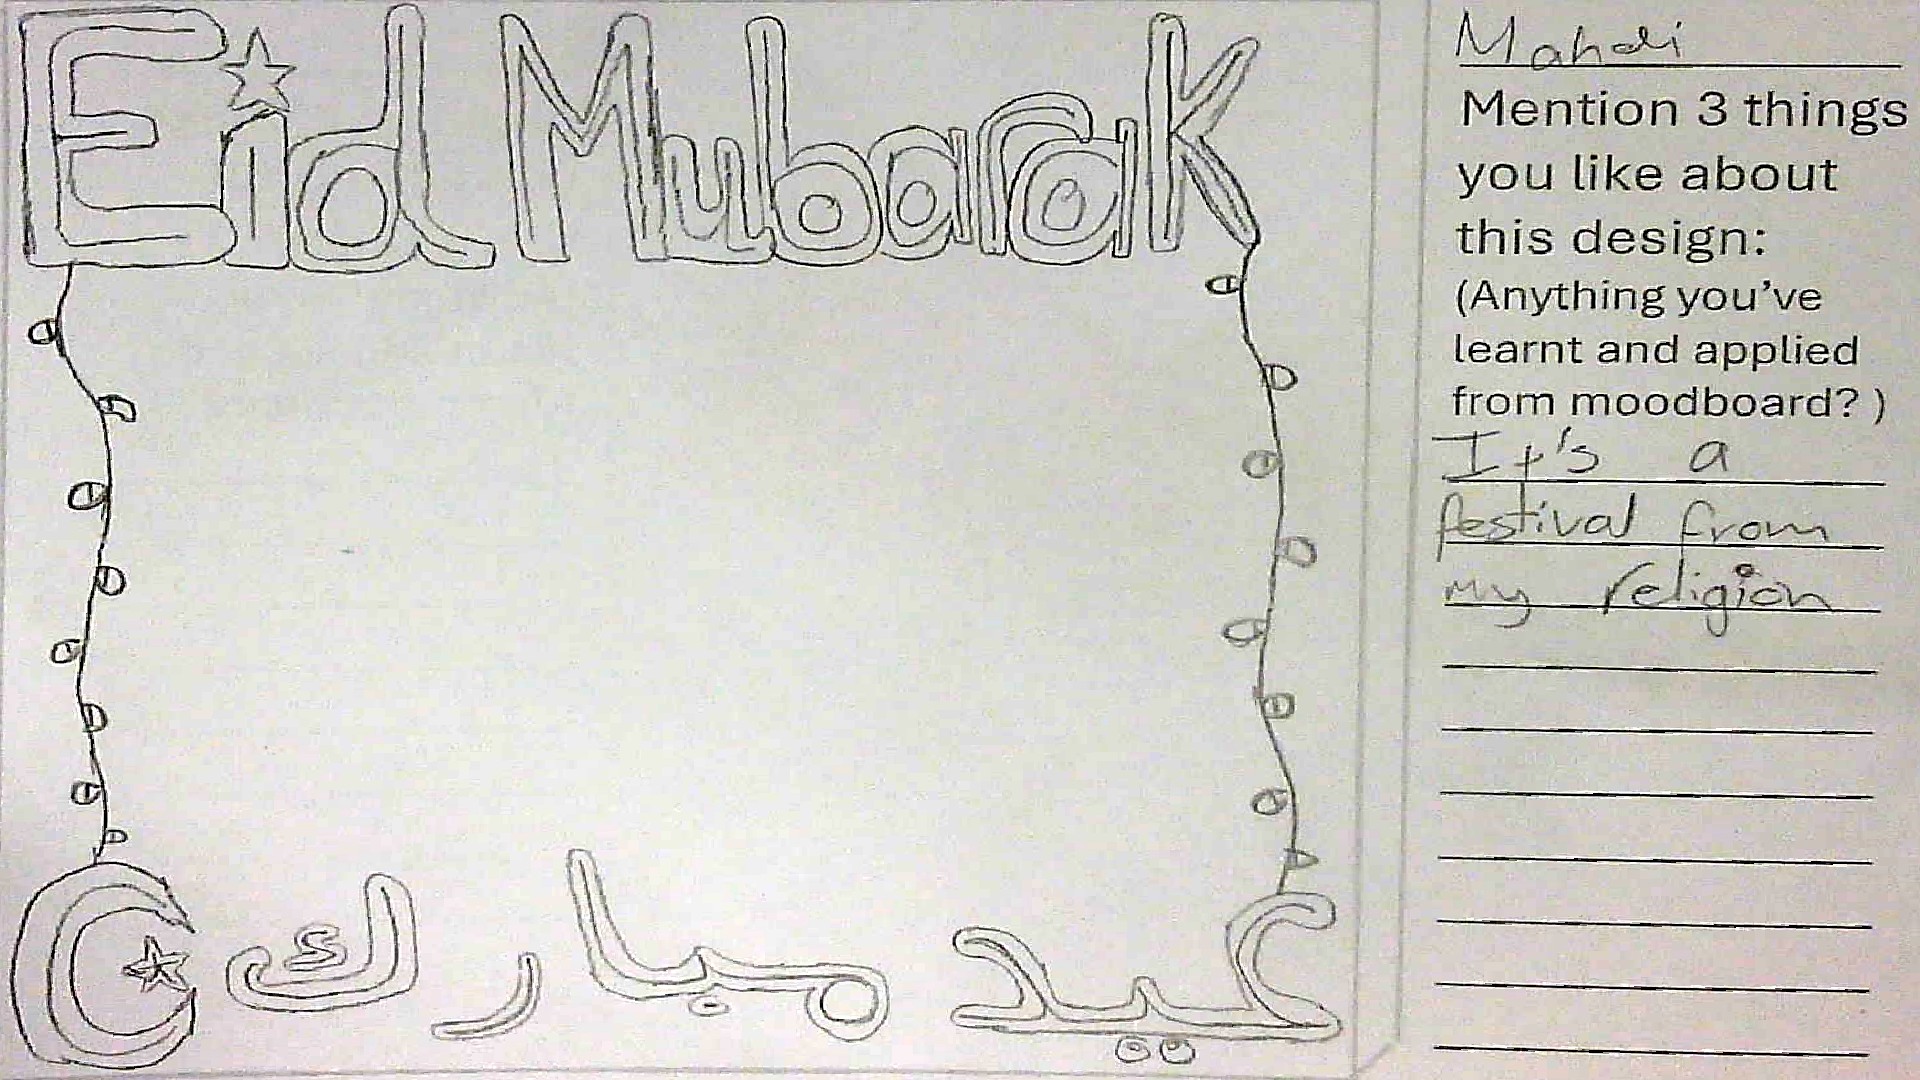 Eid Mubarak
عيد مبارك
Mahdi
Mention 3 things
you like about
this design:
(Anything you've
learnt and applied
from moodboard? )
It's a
festival from
my religion